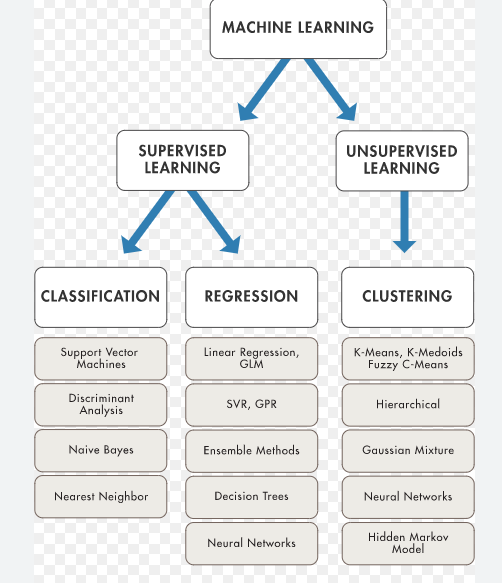 MACHINE LEARNING
SUPERVISED
LEARNING
UNSUPERVISED
LEARNING
CLASSIFICATION
REGRESSION
CLUSTERING
Support Vector
Machines
Discriminant
Analysis
Naive Bayes
Nearest Neighbor
Linear Regression,
GLM
SVR, GPR
Ensemble Methods
Decision Trees
Neural Networks
K-Means, K-Medoids
Fuzzy C-Means
Hierarchical
Gaussian Mixture
Neural Networks
Hidden Markov
Model